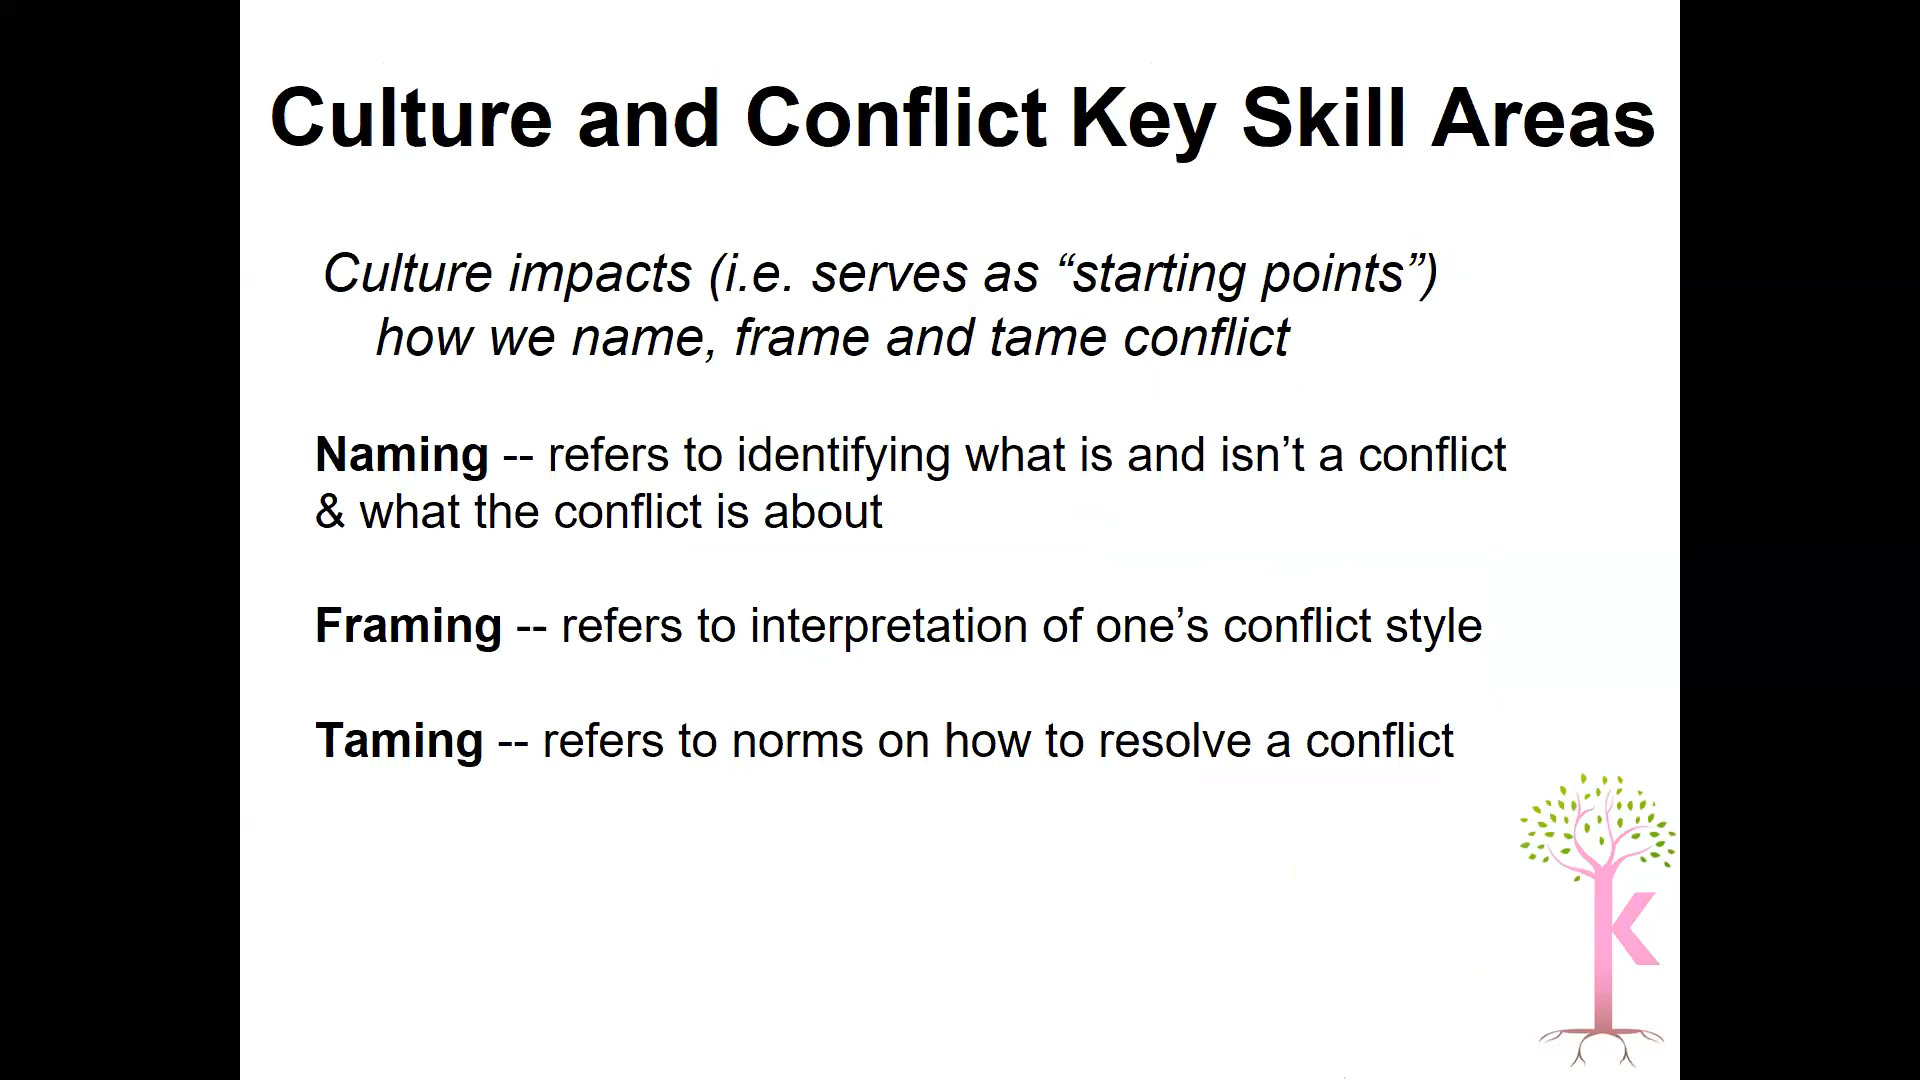 Culture and Conflict Key Skill Areas
Culture impacts (i.e. serves as “starting points”)
how we name, frame and tame conflict
Naming -- refers to identifying what is and isn’t a conflict
& what the conflict is about
Framing -- refers to interpretation of one’s conflict style
Taming -- refers to norms on how to resolve a conflict
K